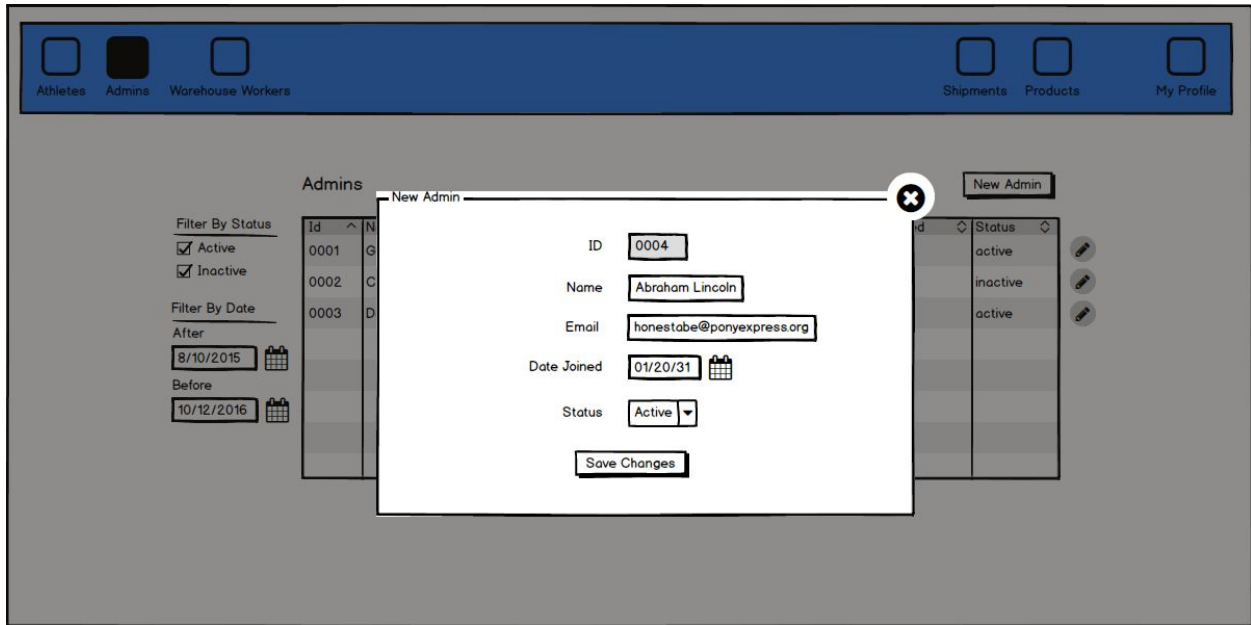 Athletes Admins Warehouse Workers Shipments Products My Profile
Admins
New Admin
Filter By Status
Active
Inactive
Filter By Date
After
8/10/2015
Before
10/12/2016
Id N d Status
0001 G active
0002 C inactive
0003 D active
New Admin
ID 0004
Name Abraham Lincoln
Email honestabe@ponyexpress.org
Date Joined 01/20/31
Status Active
Save Changes